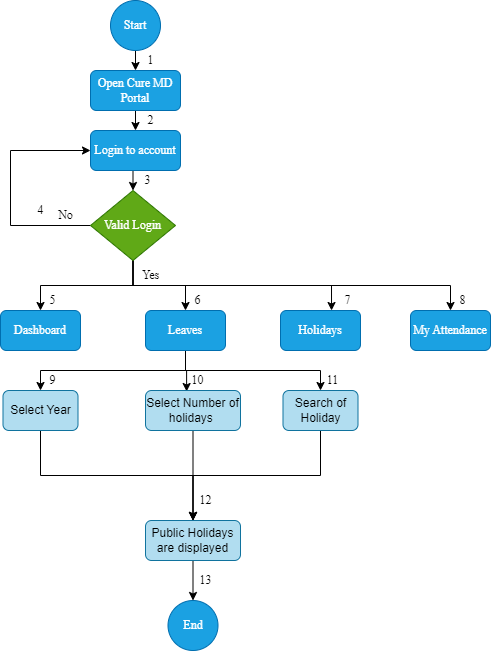 Start
1
Open Cure MD
Portal
2
Login to account
3
4
No
Valid Login
Yes
5
6
7
8
Dashboard
Leaves
Holidays
My Attendance
9
10
11
Select Year
Select Number of
holidays
Search of
Holiday
12
Public Holidays
are displayed
13
End